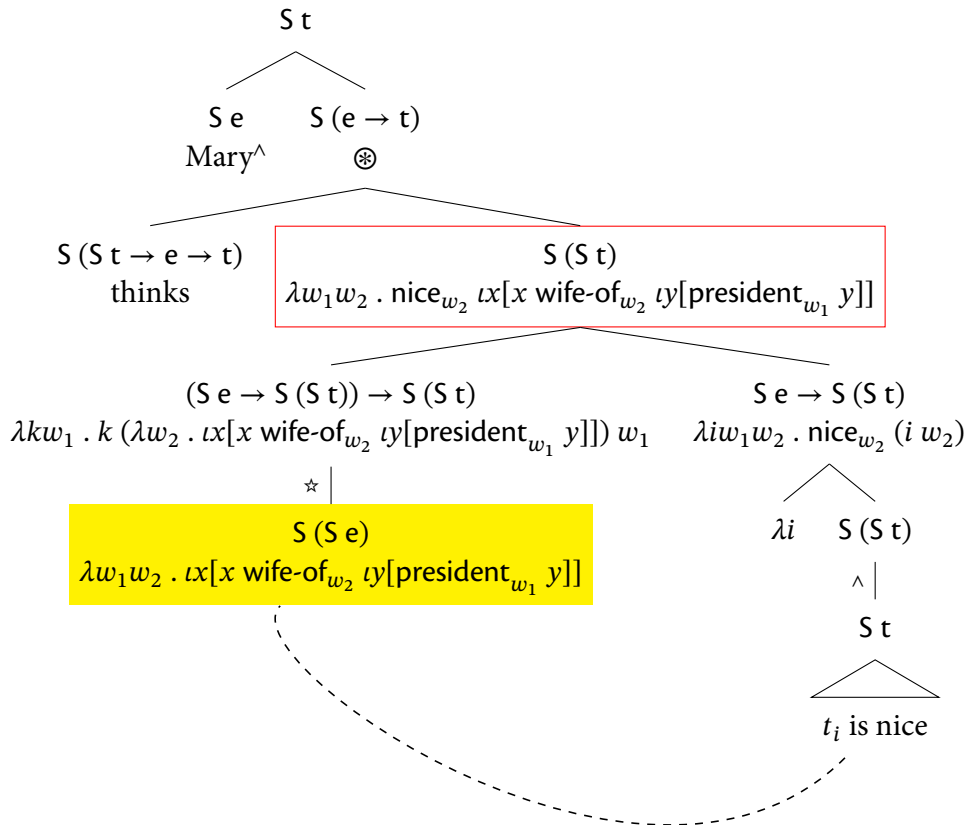 S t
S e S (e → t)
Mary^ ⊛
S (S t → e → t) S (S t)
thinks λw₁w₂ . nice_w₂ ιx[x wife-of_w₂ ιy[president_w₁ y]]
(S e → S (S t)) → S (S t) S e → S (S t)
λkw₁ . k (λw₂ . ιx[x wife-of_w₂ ιy[president_w₁ y]]) w₁ λiw₁w₂ . nice_w₂ (i w₂)
☆
S (S e) λi S (S t)
λw₁w₂ . ιx[x wife-of_w₂ ιy[president_w₁ y]]
^
S t
tᵢ is nice